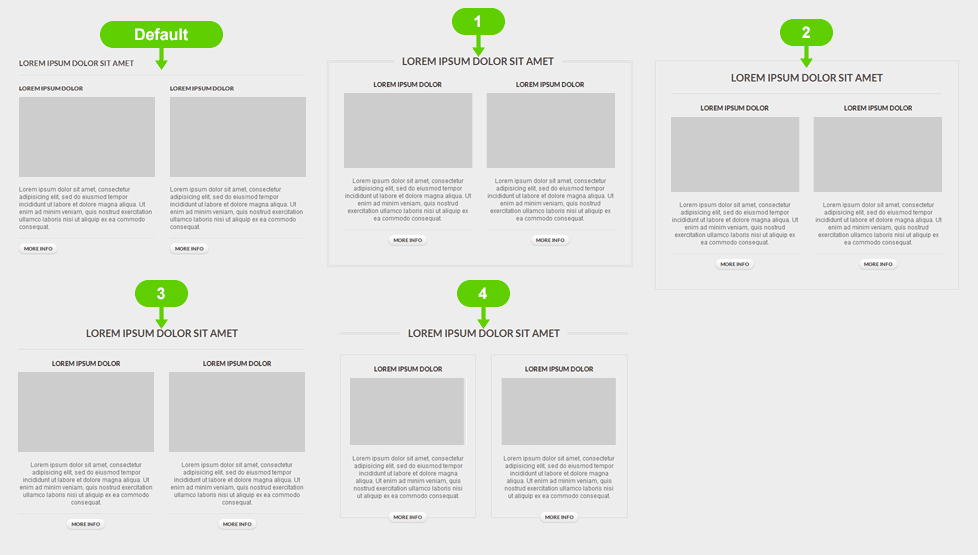 Default
LOREM IPSUM DOLOR SIT AMET
LOREM IPSUM DOLOR
Lorem ipsum dolor sit amet, consectetur
adipisicing elit, sed do eiusmod tempor
incididunt ut labore et dolore magna aliqua. Ut
enim ad minim veniam, quis nostrud exercitation
ullamco laboris nisi ut aliquip ex ea commodo
consequat.
MORE INFO
LOREM IPSUM DOLOR
Lorem ipsum dolor sit amet, consectetur
adipisicing elit, sed do eiusmod tempor
incididunt ut labore et dolore magna aliqua. Ut
enim ad minim veniam, quis nostrud exercitation
ullamco laboris nisi ut aliquip ex ea commodo
consequat.
MORE INFO
1
LOREM IPSUM DOLOR SIT AMET
LOREM IPSUM DOLOR
Lorem ipsum dolor sit amet, consectetur
adipisicing elit, sed do eiusmod tempor
incididunt ut labore et dolore magna aliqua. Ut
enim ad minim veniam, quis nostrud
exercitation ullamco laboris nisi ut aliquip ex
ea commodo consequat.
MORE INFO
LOREM IPSUM DOLOR
Lorem ipsum dolor sit amet, consectetur
adipisicing elit, sed do eiusmod tempor
incididunt ut labore et dolore magna aliqua. Ut
enim ad minim veniam, quis nostrud
exercitation ullamco laboris nisi ut aliquip ex
ea commodo consequat.
MORE INFO
2
LOREM IPSUM DOLOR SIT AMET
LOREM IPSUM DOLOR
Lorem ipsum dolor sit amet, consectetur
adipisicing elit, sed do eiusmod tempor
incididunt ut labore et dolore magna aliqua. Ut
enim ad minim veniam, quis nostrud
exercitation ullamco laboris nisi ut aliquip ex
ea commodo consequat.
MORE INFO
LOREM IPSUM DOLOR
Lorem ipsum dolor sit amet, consectetur
adipisicing elit, sed do eiusmod tempor
incididunt ut labore et dolore magna aliqua. Ut
enim ad minim veniam, quis nostrud
exercitation ullamco laboris nisi ut aliquip ex
ea commodo consequat.
MORE INFO
3
LOREM IPSUM DOLOR SIT AMET
LOREM IPSUM DOLOR
Lorem ipsum dolor sit amet, consectetur
adipisicing elit, sed do eiusmod tempor
incididunt ut labore et dolore magna aliqua. Ut
enim ad minim veniam, quis nostrud exercitation
ullamco laboris nisi ut aliquip ex ea commodo
consequat.
MORE INFO
LOREM IPSUM DOLOR
Lorem ipsum dolor sit amet, consectetur
adipisicing elit, sed do eiusmod tempor
incididunt ut labore et dolore magna aliqua. Ut
enim ad minim veniam, quis nostrud exercitation
ullamco laboris nisi ut aliquip ex ea commodo
consequat.
MORE INFO
4
LOREM IPSUM DOLOR SIT AMET
LOREM IPSUM DOLOR
Lorem ipsum dolor sit amet, consectetur
adipisicing elit, sed do eiusmod tempor
incididunt ut labore et dolore magna
aliqua. Ut enim ad minim veniam, quis
nostrud exercitation ullamco laboris nisi ut
aliquip ex ea commodo consequat.
MORE INFO
LOREM IPSUM DOLOR
Lorem ipsum dolor sit amet, consectetur
adipisicing elit, sed do eiusmod tempor
incididunt ut labore et dolore magna
aliqua. Ut enim ad minim veniam, quis
nostrud exercitation ullamco laboris nisi ut
aliquip ex ea commodo consequat.
MORE INFO